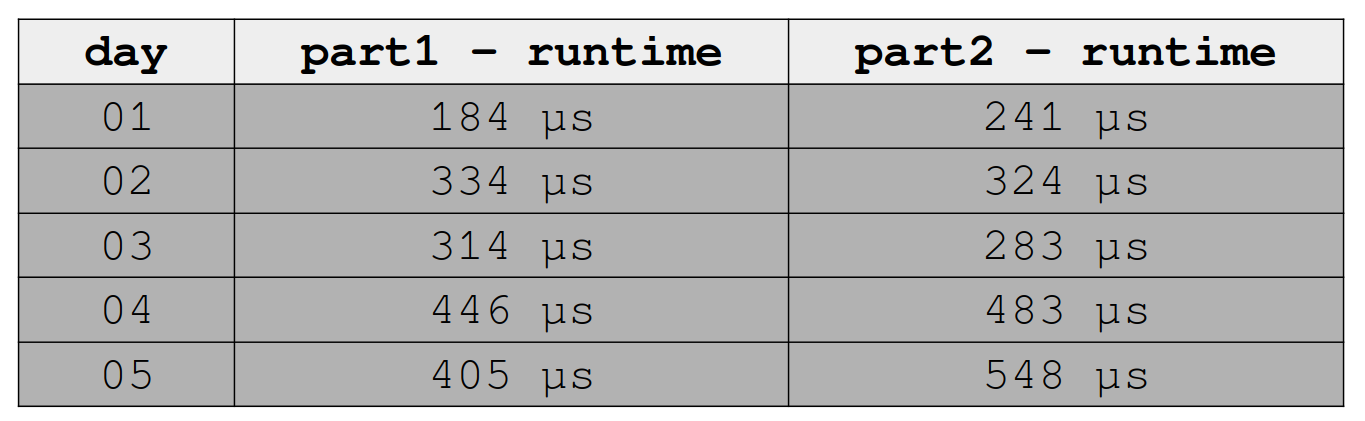 day part1 – runtime part2 – runtime
01 184 µs 241 µs
02 334 µs 324 µs
03 314 µs 283 µs
04 446 µs 483 µs
05 405 µs 548 µs